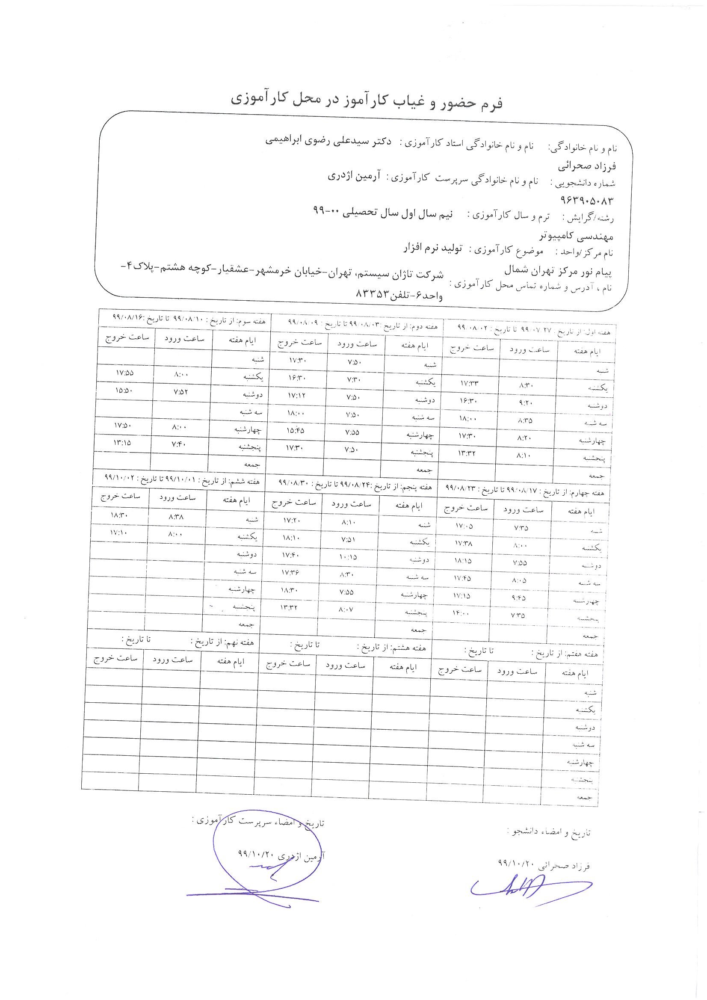 فرم حضور و غیاب کارآموز در محل کارآموزی
نام و نام خانوادگی: نام و نام خانوادگی استاد کارآموزی : دکتر سیدعلی رضوی ابراهیمی
فرزاد صحرائی
شماره دانشجویی : نام و نام خانوادگی سرپرست کارآموزی : آرمین اژدری
۹۶۳۹۰۵۰۸۳
رشته/گرایش : ترم و سال کارآموزی : نیم سال اول سال تحصیلی ۰۰-۹۹
مهندسی کامپیوتر
نام مرکز/واحد : موضوع کارآموزی : تولید نرم افزار
پیام نور مرکز تهران شمال
نام ، آدرس و شماره تماس محل کارآموزی : شرکت تاژان سیستم، تهران-خیابان خرمشهر-عشقیار-کوچه هشتم-پلاک۴-
واحد۶-تلفن۸۳۳۵۳
هفته اول: از تاریخ : ۹۹/۰۷/۲۷ تا تاریخ : ۹۹/۰۸/۰۲ هفته دوم: از تاریخ :۹۹/۰۸/۰۳ تا تاریخ : ۹۹/۰۸/۰۹ هفته سوم: از تاریخ : ۹۹/۰۸/۱۰ تا تاریخ :۹۹/۰۸/۱۶
ایام هفته ساعت ورود ساعت خروج ایام هفته ساعت ورود ساعت خروج ایام هفته ساعت ورود ساعت خروج
شنبه شنبه ۷:۵۰ ۱۷:۳۰ شنبه
یکشنبه ۸:۳۰ ۱۷:۳۳ یکشنبه ۷:۳۰ ۱۶:۳۰ یکشنبه ۸:۰۰ ۱۷:۵۵
دوشنبه ۹:۲۰ ۱۶:۳۰ دوشنبه ۷:۵۰ ۱۷:۱۲ دوشنبه ۷:۵۲ ۱۵:۵۰
سه شنبه ۸:۳۵ ۱۸:۰۰ سه شنبه ۷:۵۰ ۱۸:۰۰ سه شنبه
چهارشنبه ۸:۲۰ ۱۷:۳۰ چهارشنبه ۷:۵۵ ۱۵:۴۵ چهارشنبه ۸:۰۰ ۱۷:۵۰
پنجشنبه ۸:۱۰ ۱۳:۳۲ پنجشنبه ۷:۵۰ ۱۷:۳۰ پنجشنبه ۷:۴۰ ۱۳:۱۵
جمعه جمعه جمعه
هفته چهارم: از تاریخ : ۹۹/۰۸/۱۷ تا تاریخ : ۹۹/۰۸/۲۳ هفته پنجم: از تاریخ :۹۹/۰۸/۲۴ تا تاریخ : ۹۹/۰۸/۳۰ هفته ششم: از تاریخ : ۹۹/۱۰/۰۱ تا تاریخ : ۹۹/۱۰/۰۲
ایام هفته ساعت ورود ساعت خروج ایام هفته ساعت ورود ساعت خروج ایام هفته ساعت ورود ساعت خروج
شنبه ۷:۳۵ ۱۷:۰۵ شنبه ۸:۱۰ ۱۷:۲۰ شنبه ۸:۳۸ ۱۸:۳۰
یکشنبه ۸:۰۰ ۱۷:۳۸ یکشنبه ۷:۵۱ ۱۸:۱۰ یکشنبه ۸:۰۰ ۱۷:۱۰
دوشنبه ۷:۵۵ ۱۸:۱۵ دوشنبه ۱۰:۱۵ ۱۷:۴۰ دوشنبه
سه شنبه ۸:۰۵ ۱۷:۴۵ سه شنبه ۸:۳۰ ۱۷:۳۶ سه شنبه
چهارشنبه ۹:۴۵ ۱۷:۱۵ چهارشنبه ۷:۵۵ ۱۸:۳۰ چهارشنبه
پنجشنبه ۷:۳۵ ۱۴:۰۰ پنجشنبه ۸:۰۷ ۱۳:۳۲ پنجشنبه
جمعه جمعه جمعه
هفته هفتم: از تاریخ : تا تاریخ : هفته هشتم: از تاریخ : تا تاریخ : هفته نهم: از تاریخ : تا تاریخ :
ایام هفته ساعت ورود ساعت خروج ایام هفته ساعت ورود ساعت خروج ایام هفته ساعت ورود ساعت خروج
شنبه
یکشنبه
دوشنبه
سه شنبه
چهارشنبه
پنجشنبه
جمعه
تاریخ و امضاء دانشجو : تاریخ و امضاء سرپرست کارآموزی :
فرزاد صحرائی ۹۹/۱۰/۲۰ آرمین اژدری ۹۹/۱۰/۲۰